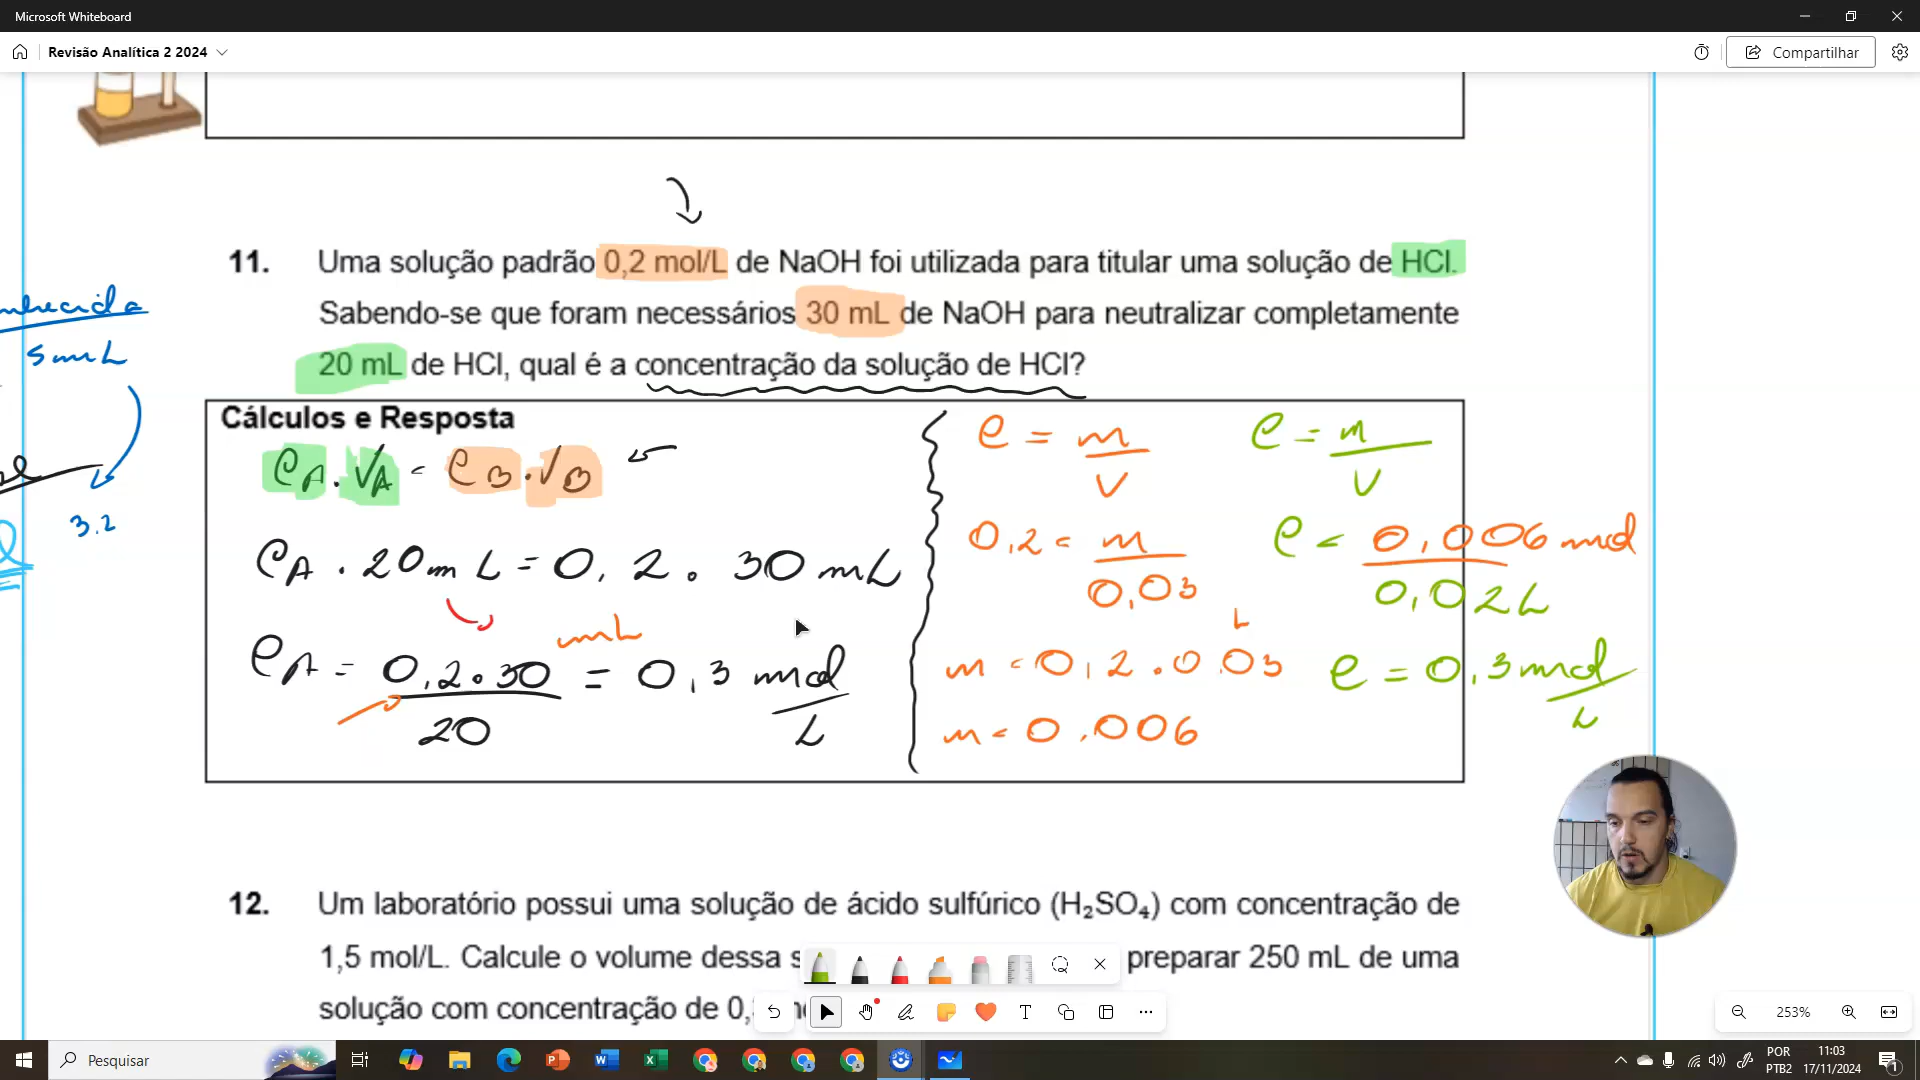 Microsoft Whiteboard
Revisão Analítica 2 2024
Compartilhar
11. Uma solução padrão 0,2 mol/L de NaOH foi utilizada para titular uma solução de HCl.
Sabendo-se que foram necessários 30 mL de NaOH para neutralizar completamente
20 mL de HCl, qual é a concentração da solução de HCl?
5 mL
3.2
Cálculos e Resposta
CA . VA = CB . VB
CA . 20 mL = 0,2 . 30 mL
mL
CA = 0,2 . 30 / 20 = 0,3 mol/L
C = m/V
0,2 = m/0,03
L
m = 0,2 . 0,03
m = 0,006
C = m/V
C = 0,006 mol / 0,02 L
C = 0,3 mol/L
12. Um laboratório possui uma solução de ácido sulfúrico (H₂SO₄) com concentração de
1,5 mol/L. Calcule o volume dessa s preparar 250 mL de uma
solução com concentração de 0,
253%
Pesquisar
POR
PTB2
11:03
17/11/2024
1